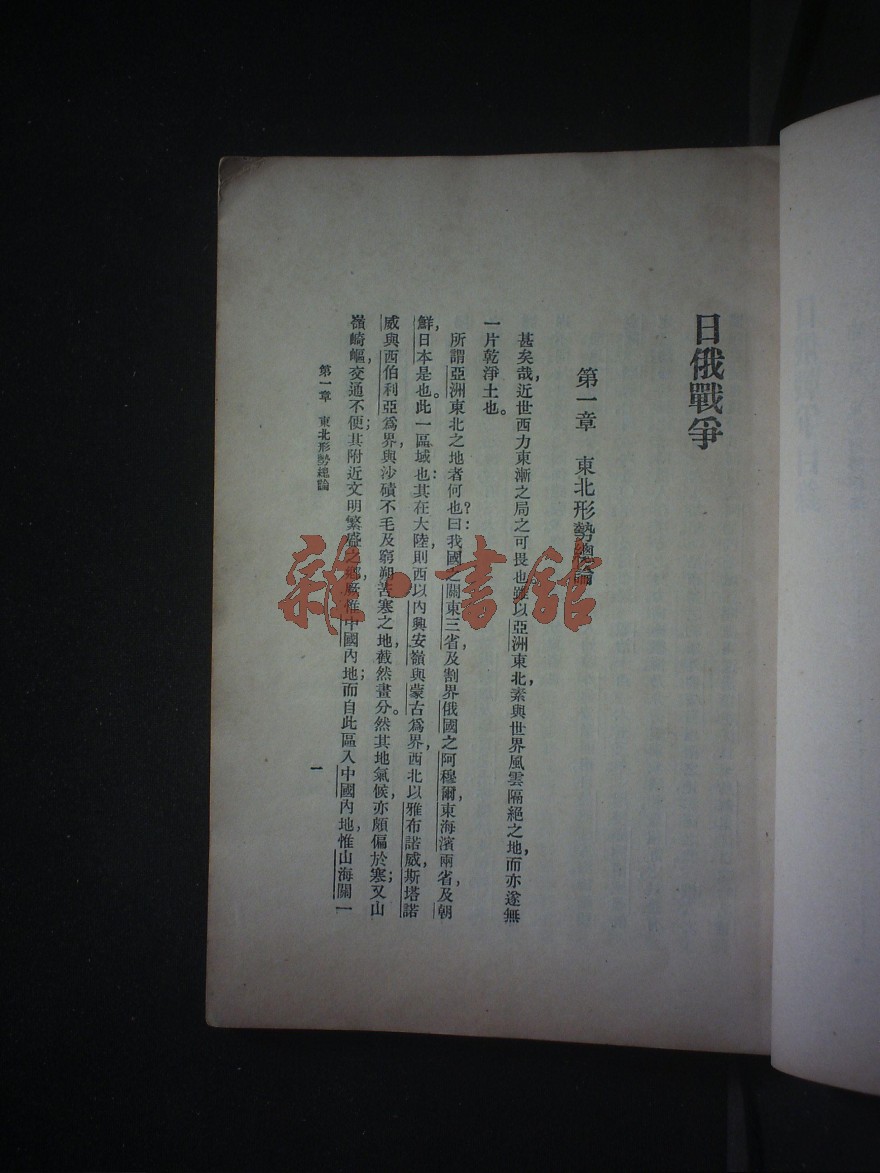 日俄戰爭
第一章　東北形勢總論
甚矣哉，近世西力東漸之局之可畏也。雖以亞洲東北素與世界風雲隔絕之地，而亦遂無
一片乾淨土也。
所謂亞洲東北之地者何也？曰：我國之關東三省及割界俄國之阿穆爾，東海濱兩省及朝
鮮，日本是也。此一區域也：其在大陸則西以內興安嶺與蒙古爲界，西北以雅布諾威斯塔諾
威與西伯利亞爲界，與沙磧不毛及窮朔苦寒之地，截然畫分。然其地氣候，亦頗偏於寒；又山
嶺崎嶇，交通不便；其附近文明繁盛之鄉，惟中國內地；而自此區入中國內地，惟山海關一
第一章　東北形勢總論
一
雜·書館